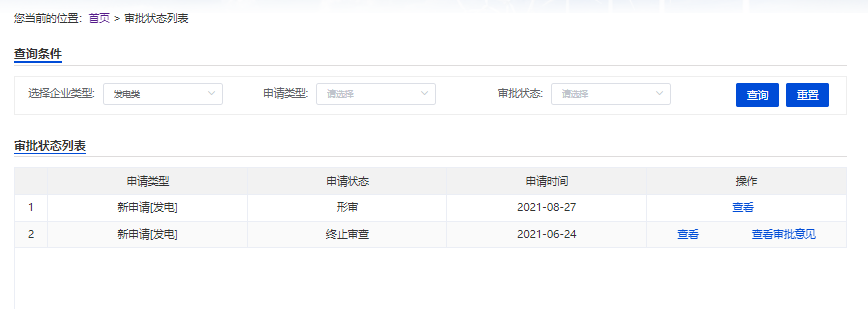 您当前的位置：首页 > 审批状态列表
查询条件
选择企业类型: 发电类 申请类型: 请选择 审批状态: 请选择 查询 重置
审批状态列表
申请类型 申请状态 申请时间 操作
1 新申请[发电] 形审 2021-08-27 查看
2 新申请[发电] 终止审查 2021-06-24 查看 查看审批意见